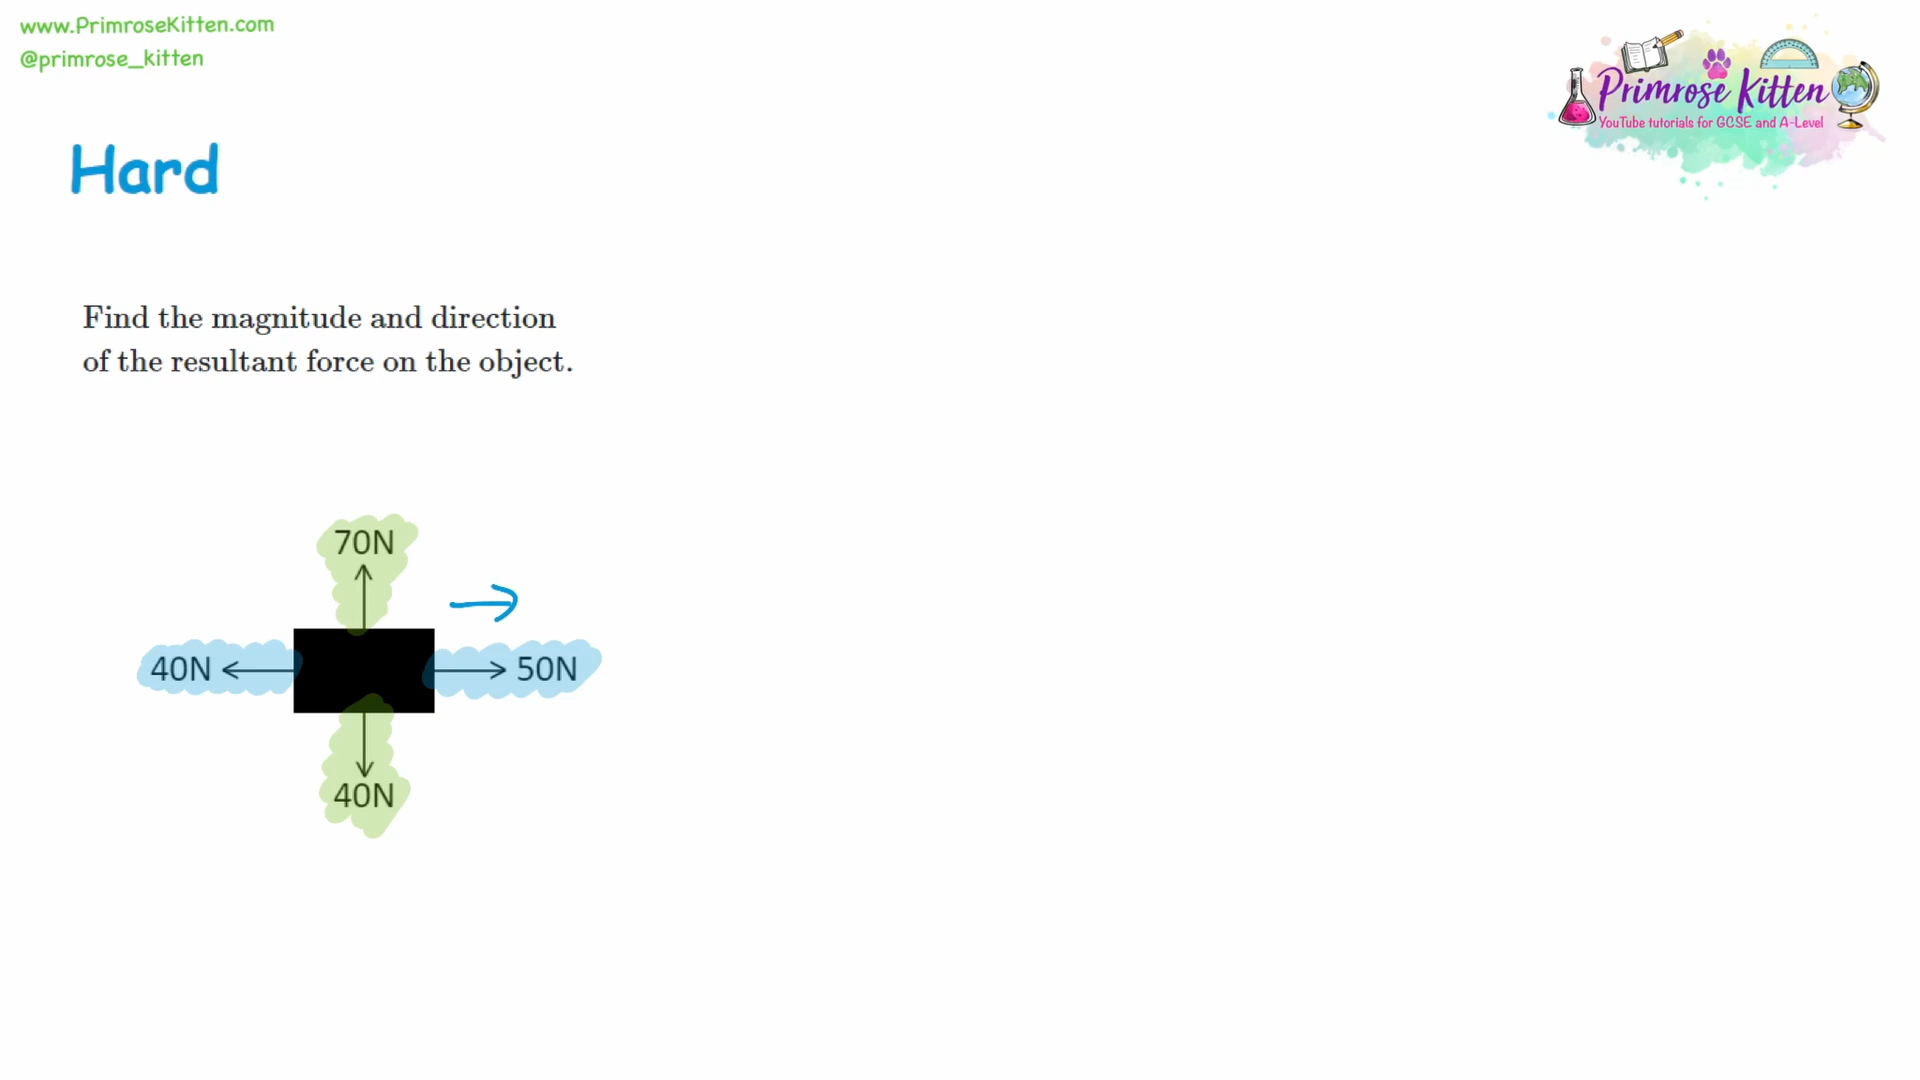 www.PrimroseKitten.com
@primrose_kitten
Primrose Kitten
YouTube tutorials for GCSE and A-Level
Hard
Find the magnitude and direction
of the resultant force on the object.
70N
40N
50N
40N